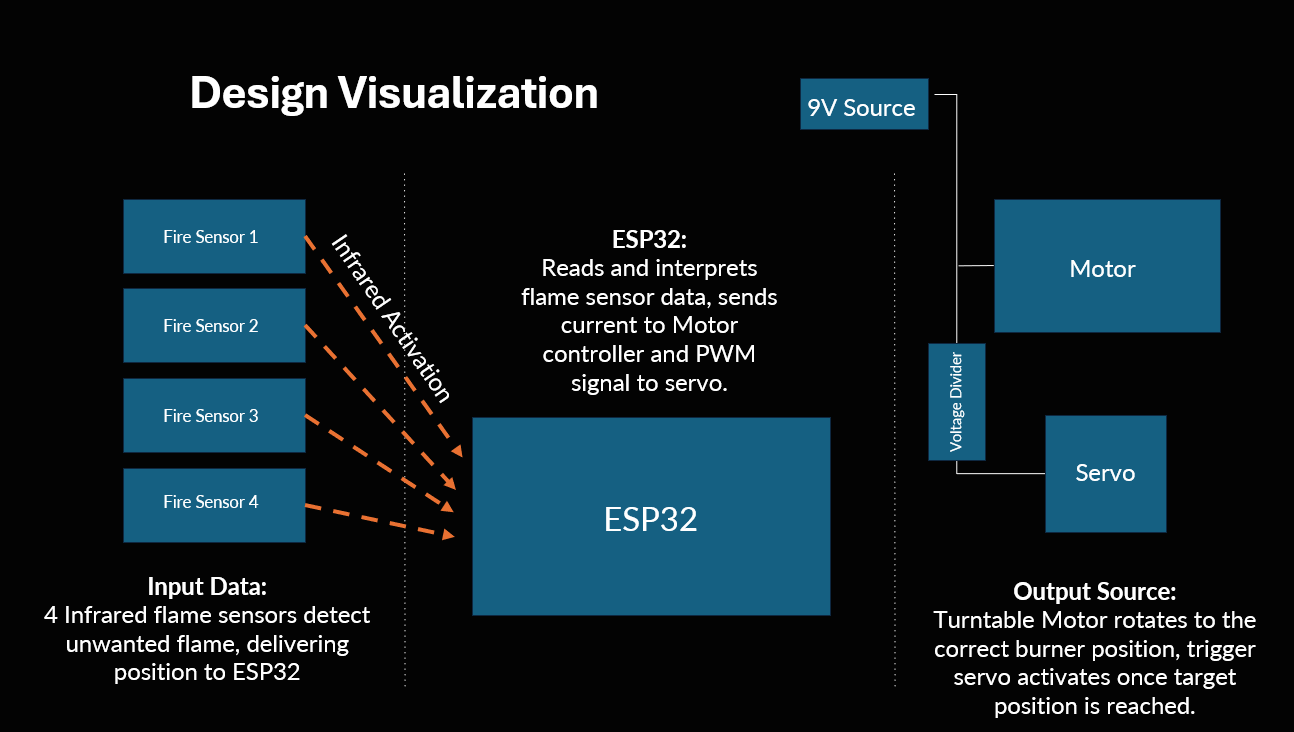 Design Visualization
9V Source
Fire Sensor 1
Fire Sensor 2
Fire Sensor 3
Fire Sensor 4
Infrared Activation
Input Data:
4 Infrared flame sensors detect
unwanted flame, delivering
position to ESP32
ESP32:
Reads and interprets
flame sensor data, sends
current to Motor
controller and PWM
signal to servo.
ESP32
Motor
Voltage Divider
Servo
Output Source:
Turntable Motor rotates to the
correct burner position, trigger
servo activates once target
position is reached.